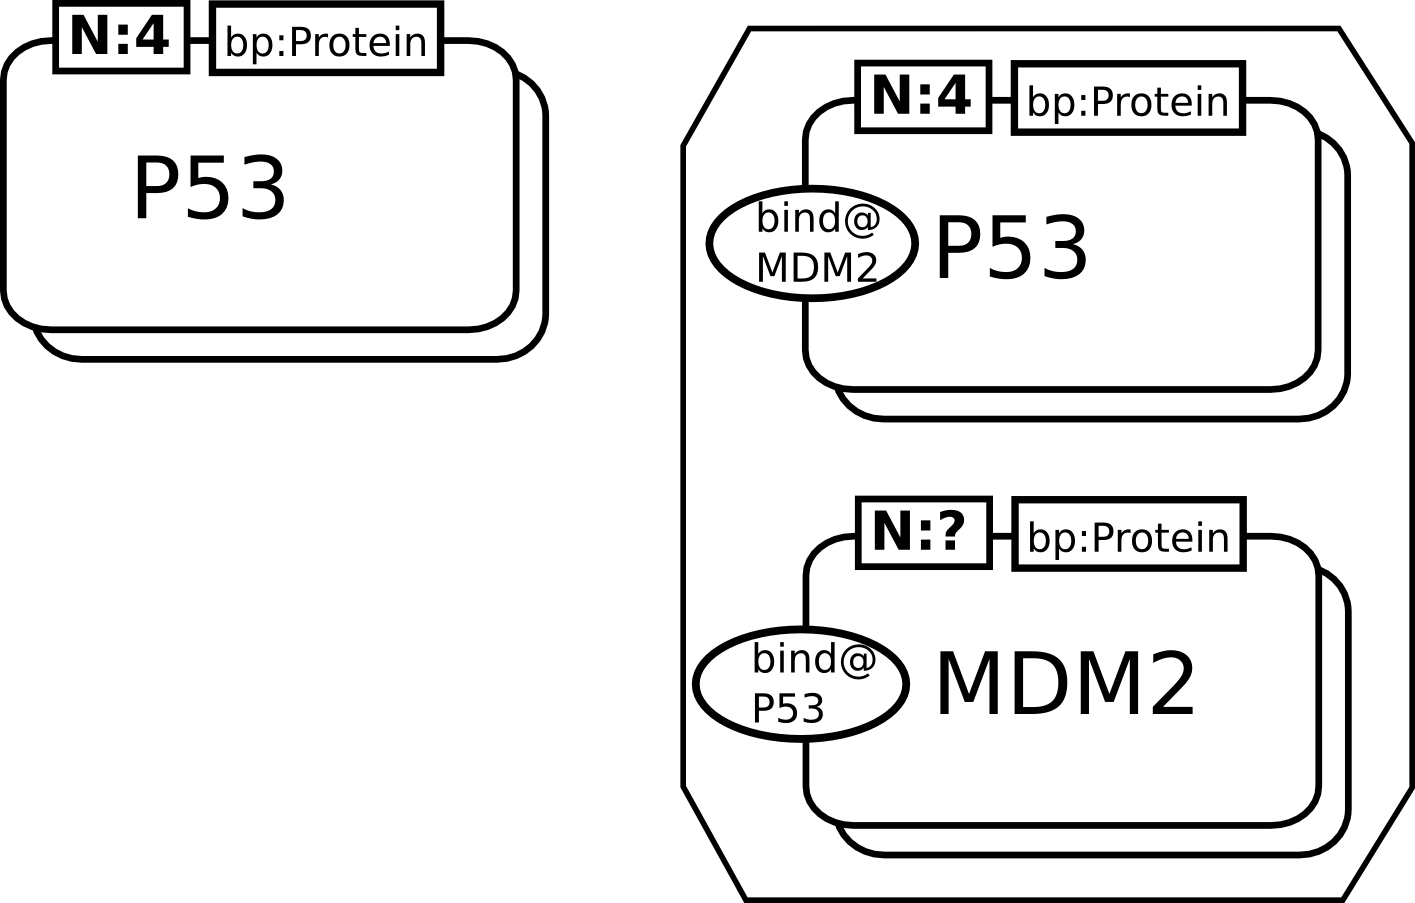 N:4 bp:Protein
P53
N:4 bp:Protein
bind@
MDM2
P53
N:? bp:Protein
bind@
P53
MDM2